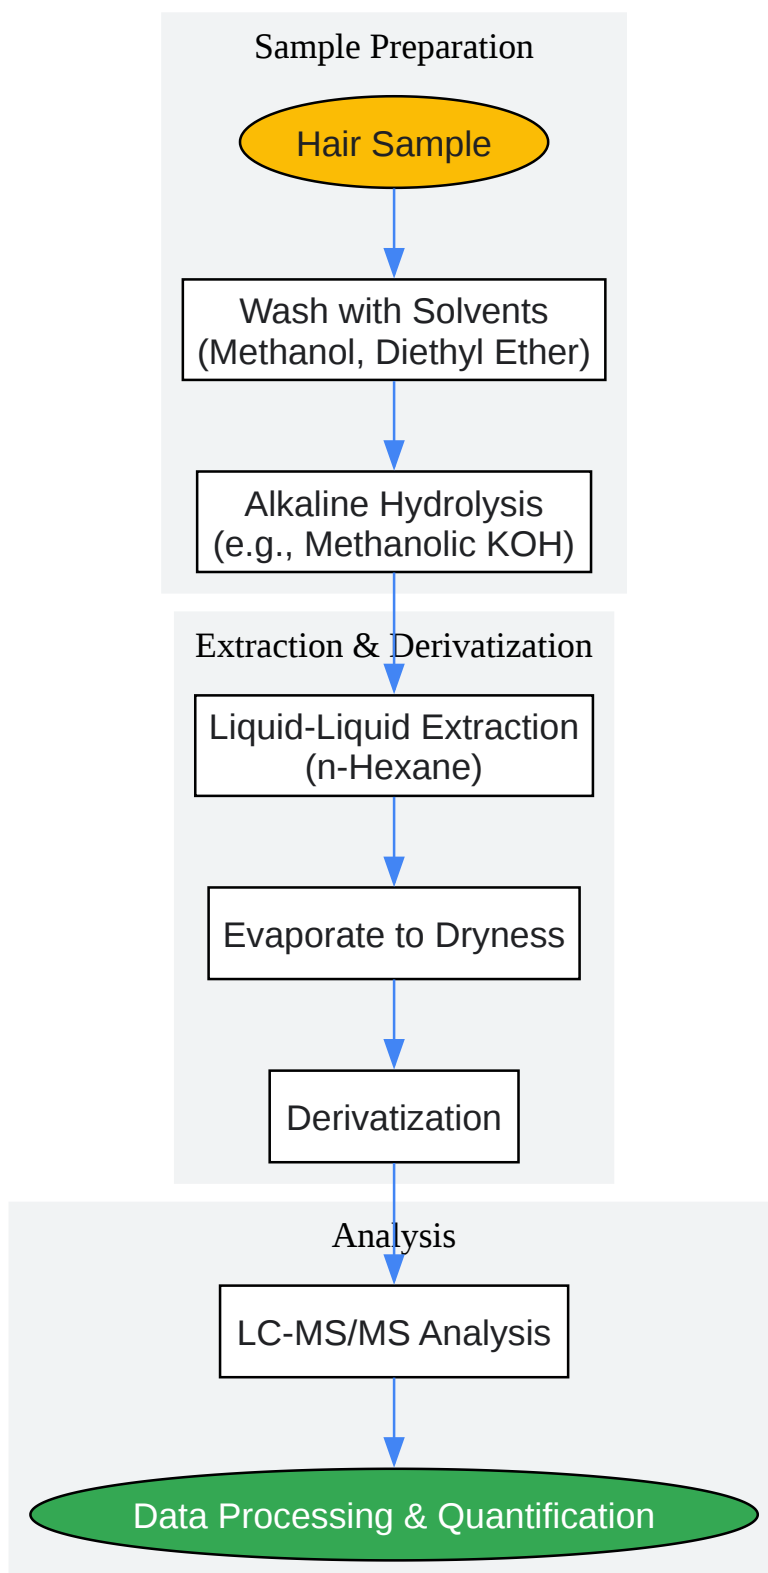 Sample Preparation
Hair Sample
Wash with Solvents
(Methanol, Diethyl Ether)
Alkaline Hydrolysis
(e.g., Methanolic KOH)
Extraction & Derivatization
Liquid-Liquid Extraction
(n-Hexane)
Evaporate to Dryness
Derivatization
Analysis
LC-MS/MS Analysis
Data Processing & Quantification